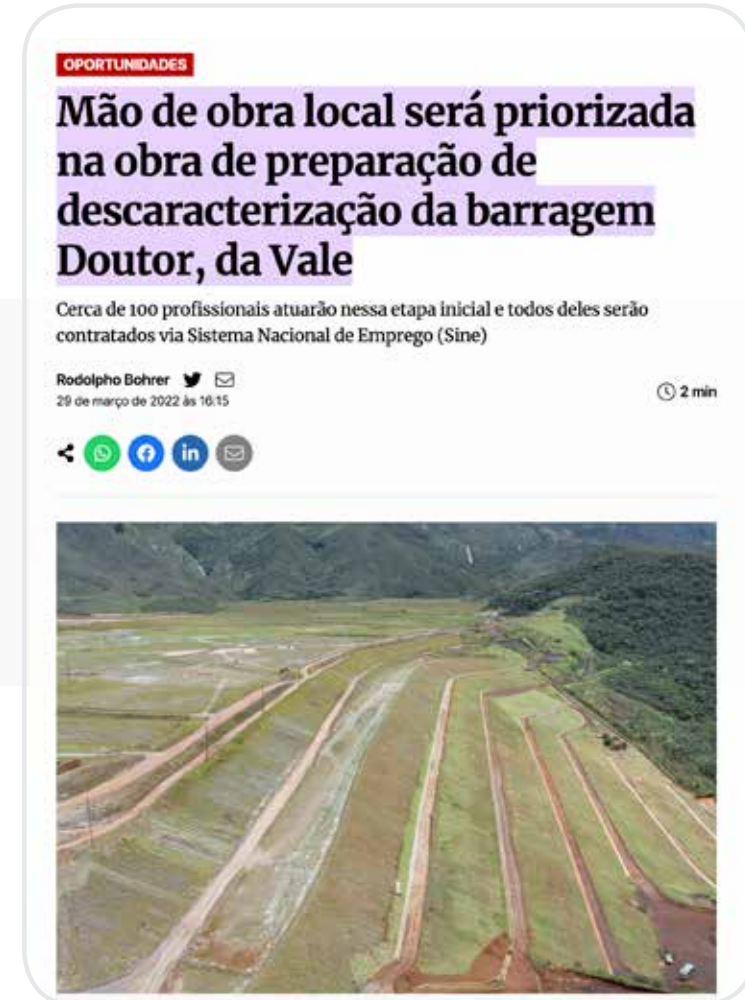 OPORTUNIDADES
Mão de obra local será priorizada
na obra de preparação de
descaracterização da barragem
Doutor, da Vale
Cerca de 100 profissionais atuarão nessa etapa inicial e todos deles serão
contratados via Sistema Nacional de Emprego (Sine)
Rodolpho Bohrer
29 de março de 2022 às 16:15
2 min